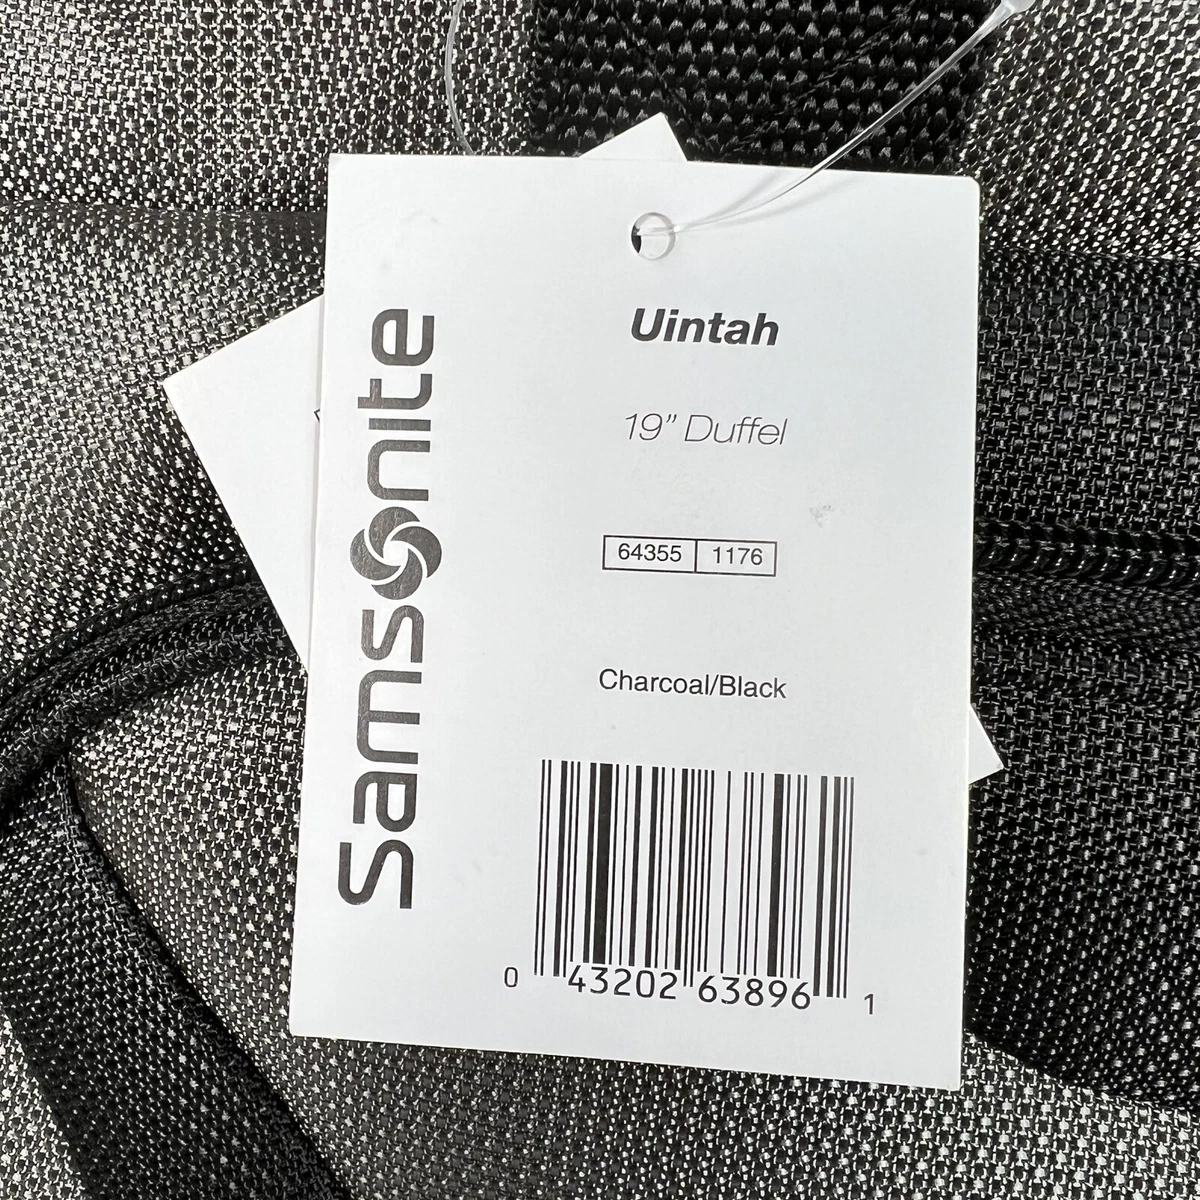 Samsonite
Uintah
19” Duffel
64355 1176
Charcoal/Black
0 43202 63896 1